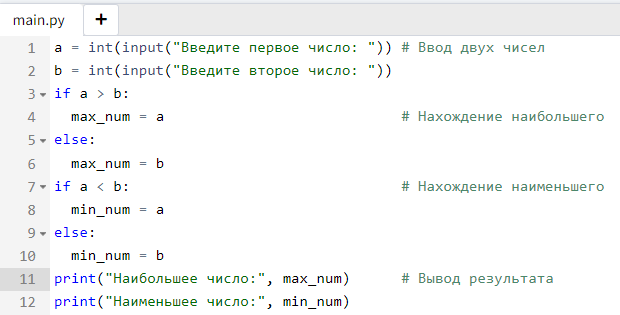 main.py +
1 a = int(input("Введите первое число: ")) # Ввод двух чисел
2 b = int(input("Введите второе число: "))
3 if a > b:
4   max_num = a # Нахождение наибольшего
5 else:
6   max_num = b
7 if a < b: # Нахождение наименьшего
8   min_num = a
9 else:
10   min_num = b
11 print("Наибольшее число:", max_num) # Вывод результата
12 print("Наименьшее число:", min_num)